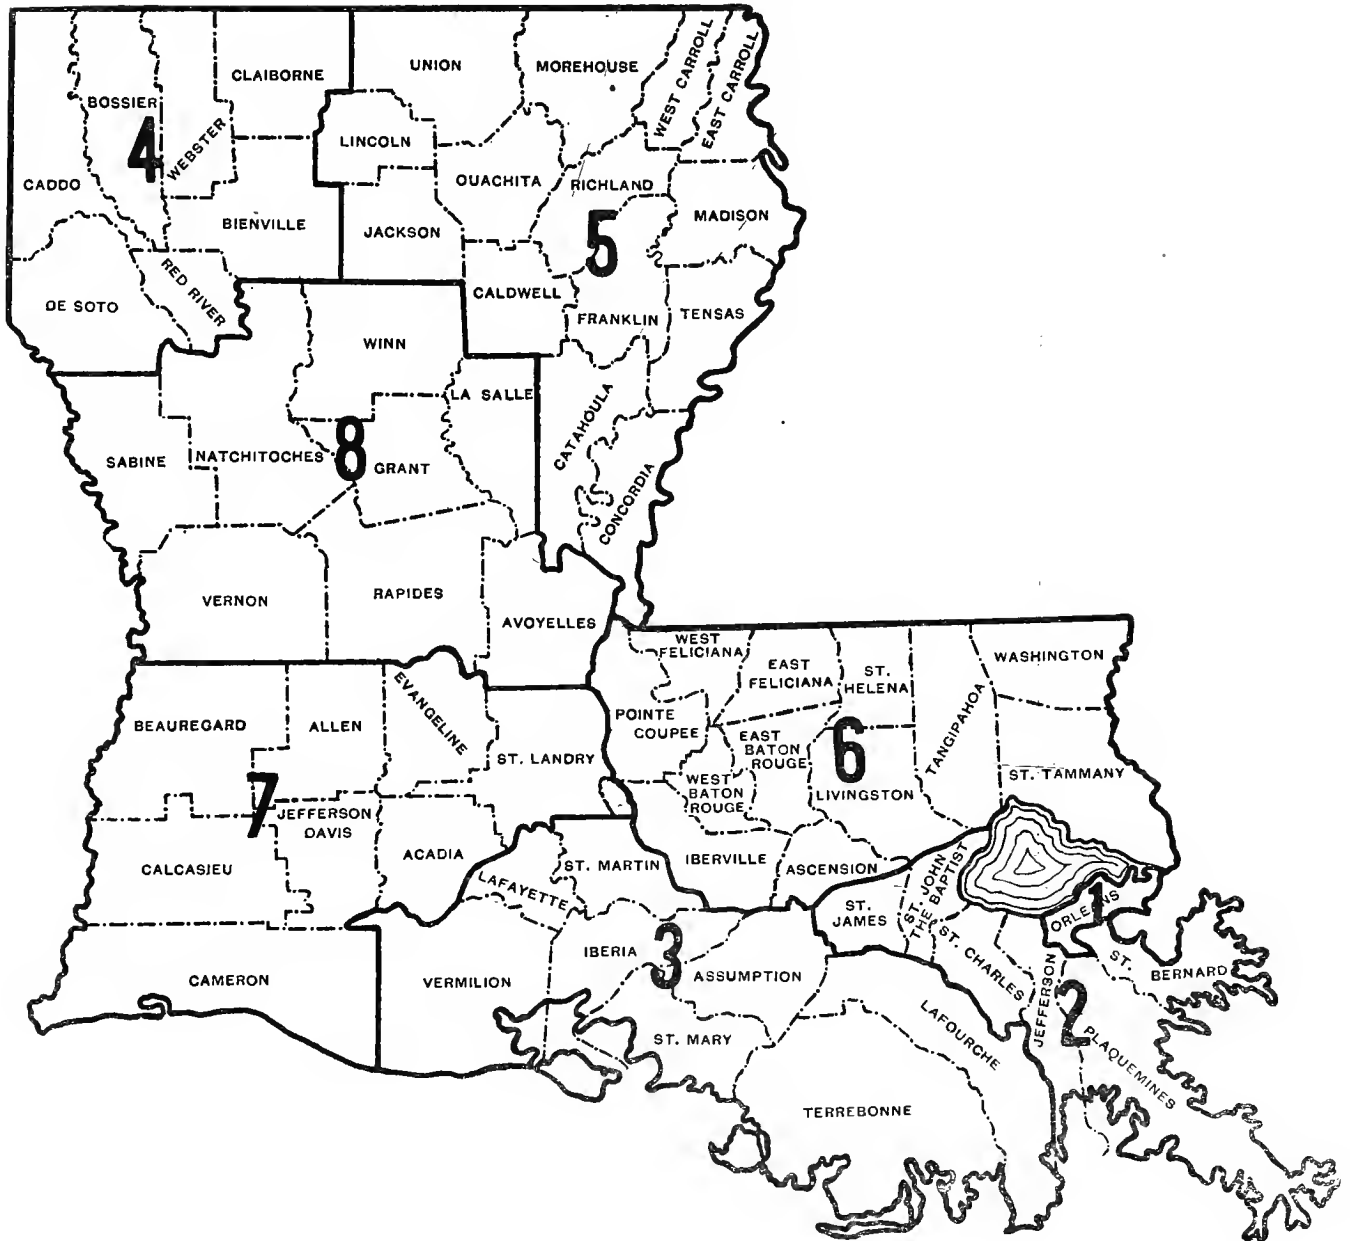 CLAIBORNE
UNION
MOREHOUSE
WEST CARROLL
EAST CARROLL
BOSSIER
4
WEBSTER
LINCOLN
CADDO
OUACHITA
RICHLAND
BIENVILLE
JACKSON
5
MADISON
RED RIVER
DE SOTO
CALDWELL
FRANKLIN
TENSAS
WINN
LA SALLE
CATAHOULA
SABINE
NATCHITOCHES
8
GRANT
CONCORDIA
VERNON
RAPIDES
AVOYELLES
WEST
FELICIANA
EAST
FELICIANA
ST.
HELENA
WASHINGTON
BEAUREGARD
ALLEN
EVANGELINE
POINTE
COUPEE
EAST
BATON
ROUGE
6
TANGIPAHOA
ST. LANDRY
ST. TAMMANY
7
JEFFERSON
DAVIS
WEST
BATON
ROUGE
LIVINGSTON
CALCASIEU
ACADIA
ST. MARTIN
IBERVILLE
ASCENSION
LAFAYETTE
ST.
JAMES
ST. JOHN
THE BAPTIST
ORLEANS
1
CAMERON
VERMILION
IBERIA
3
ASSUMPTION
ST. CHARLES
ST.
BERNARD
JEFFERSON
2
ST. MARY
LAFOURCHE
PLAQUEMINES
TERREBONNE